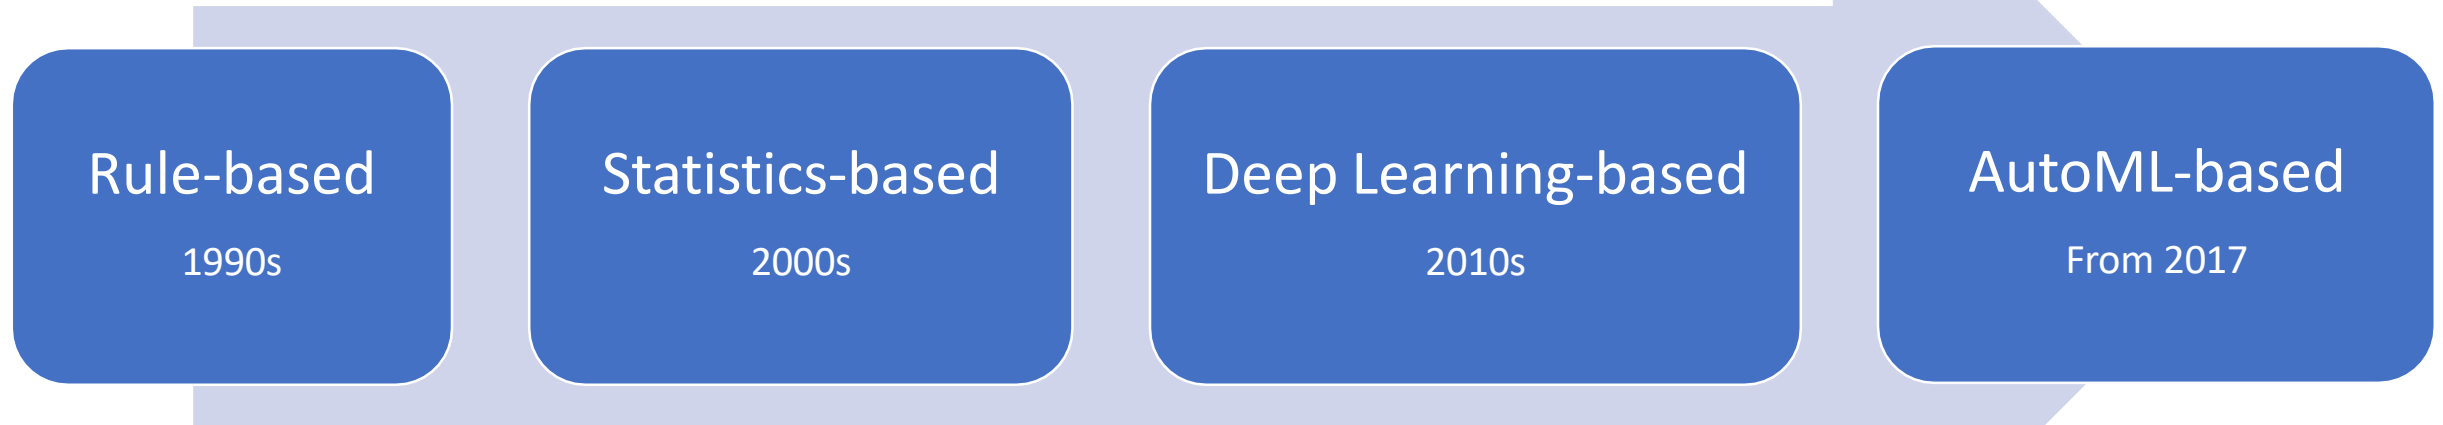 Rule-based
1990s
Statistics-based
2000s
Deep Learning-based
2010s
AutoML-based
From 2017